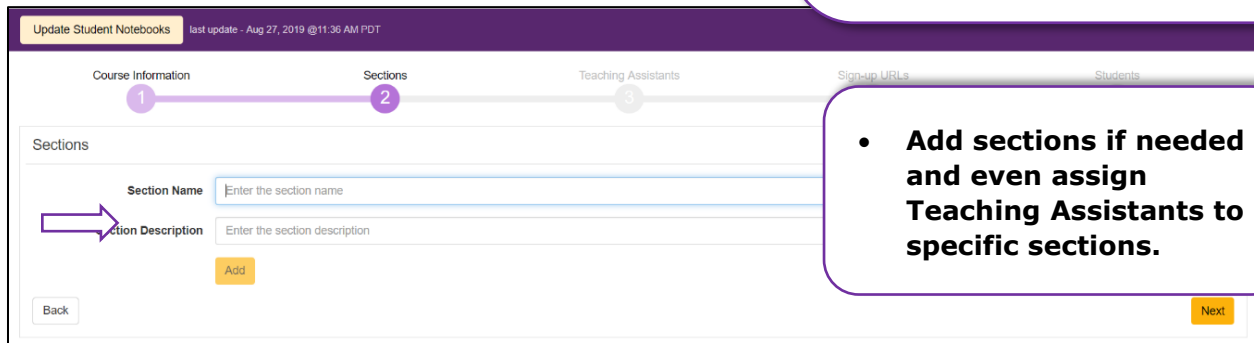 Update Student Notebooks last update - Aug 27, 2019 @11:36 AM PDT
Course Information Sections Teaching Assistants Sign-up URLs Students
1 2 3
Sections
Section Name Enter the section name
ction Description Enter the section description
Add
Back Next
• Add sections if needed
and even assign
Teaching Assistants to
specific sections.